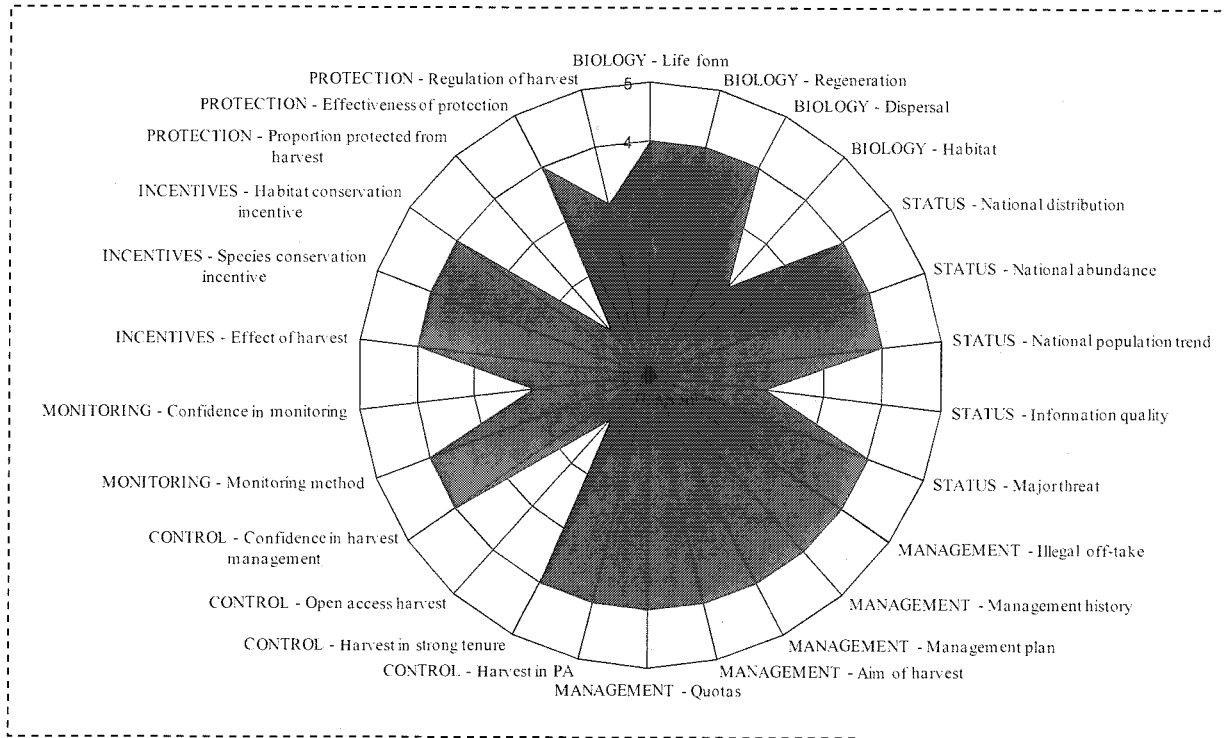 BIOLOGY - Life form
BIOLOGY - Regeneration
BIOLOGY - Dispersal
BIOLOGY - Habitat
STATUS - National distribution
STATUS - National abundance
STATUS - National population trend
STATUS - Information quality
STATUS - Major threat
MANAGEMENT - Illegal off-take
MANAGEMENT - Management history
MANAGEMENT - Management plan
MANAGEMENT - Aim of harvest
MANAGEMENT - Quotas
CONTROL - Harvest in PA
CONTROL - Harvest in strong tenure
CONTROL - Open access harvest
CONTROL - Confidence in harvest
management
MONITORING - Monitoring method
MONITORING - Confidence in monitoring
INCENTIVES - Effect of harvest
INCENTIVES - Species conservation
incentive
INCENTIVES - Habitat conservation
incentive
PROTECTION - Proportion protected from
harvest
PROTECTION - Effectiveness of protection
PROTECTION - Regulation of harvest
5
4